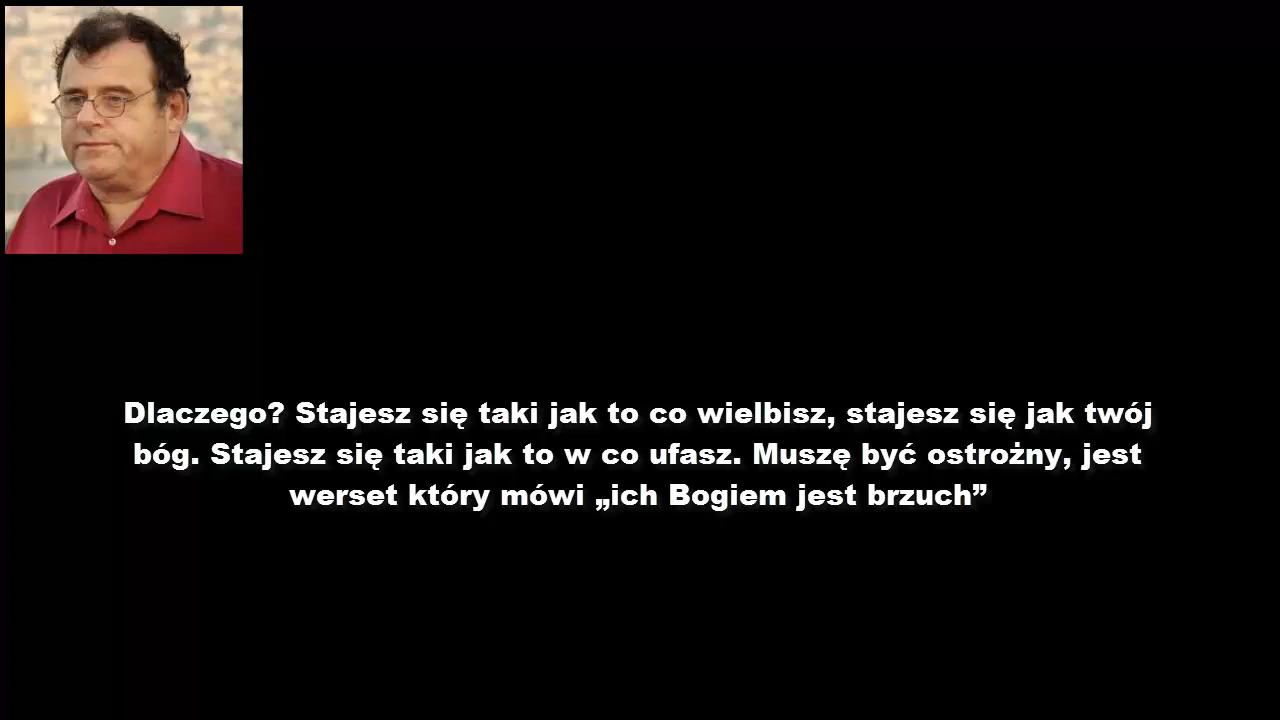 Dlaczego? Stajesz się taki jak to co wielbisz, stajesz się jak twój
bóg. Stajesz się taki jak to w co ufasz. Muszę być ostrożny, jest
werset który mówi „ich Bogiem jest brzuch”